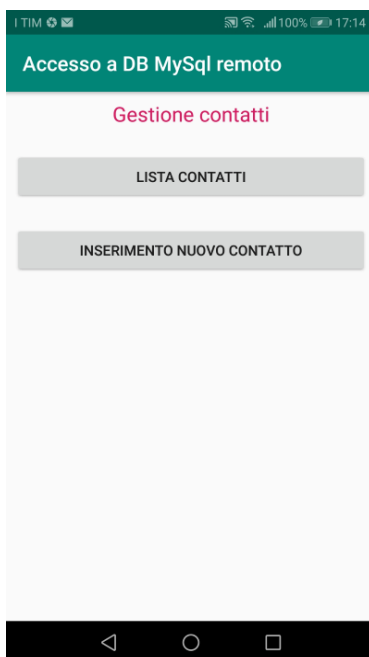 I TIM 100% 17:14
Accesso a DB MySql remoto
Gestione contatti
LISTA CONTATTI
INSERIMENTO NUOVO CONTATTO